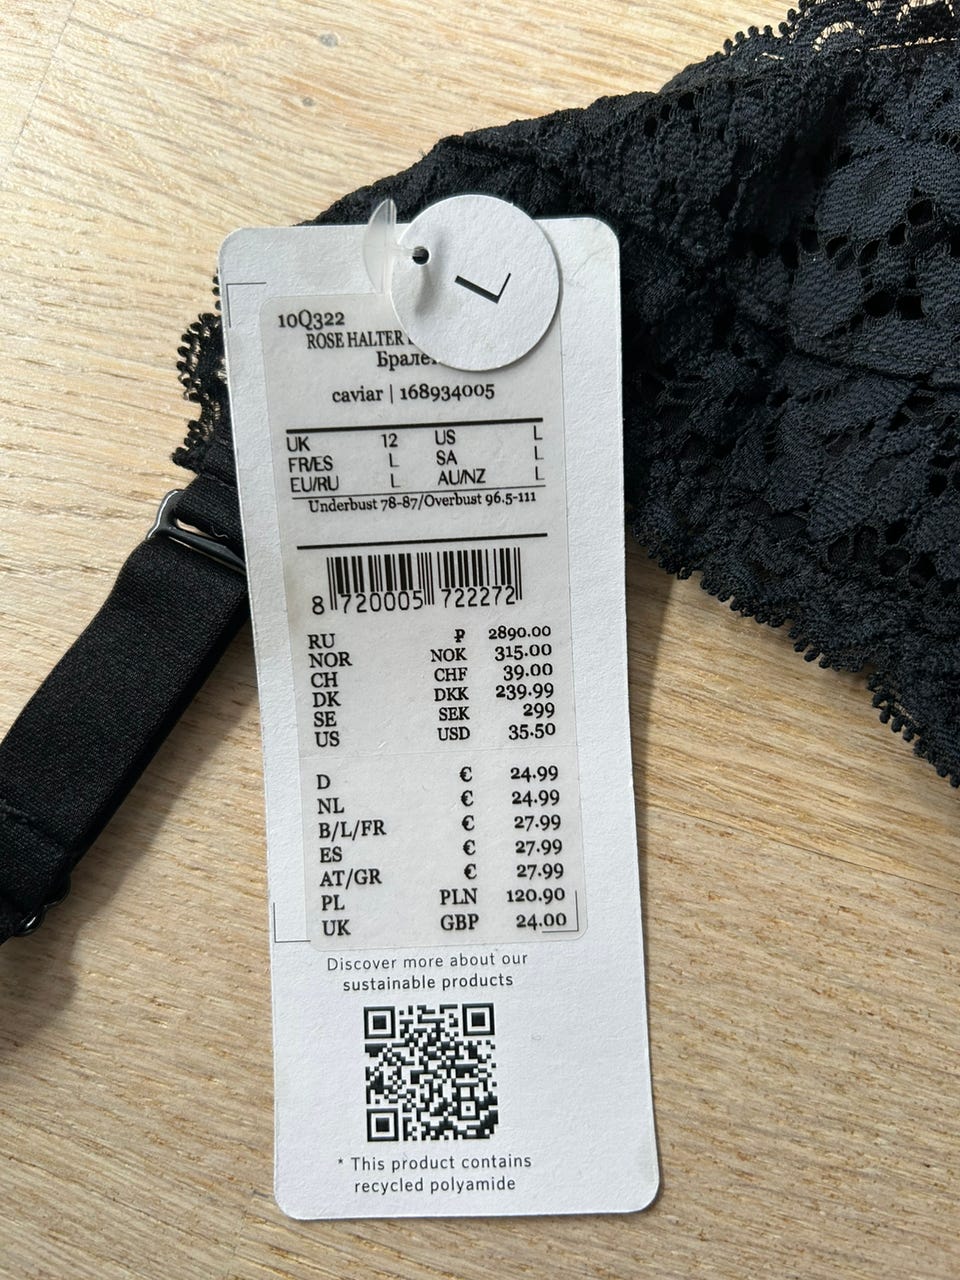 L
10Q322
ROSE HALTER
caviar | 168934005
UK 12 US L
FR/ES L SA L
EU/RU L AU/NZ L
Underbust 78-87/Overbust 96.5-111
8 720005 722272
RU ₽ 2890.00
NOR NOK 315.00
CH CHF 39.00
DK DKK 239.99
SE SEK 299
US USD 35.50
D € 24.99
NL € 24.99
B/L/FR € 27.99
ES € 27.99
AT/GR € 27.99
PL PLN 120.90
UK GBP 24.00
Discover more about our
sustainable products
* This product contains
recycled polyamide